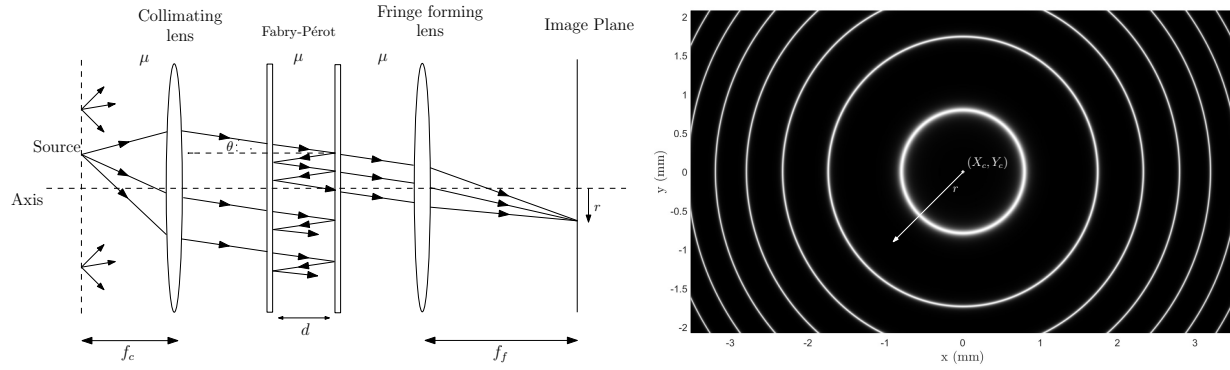 Collimating
lens
Fabry-Pérot
Fringe forming
lens
Image Plane
μ
μ
μ
Source
θ
Axis
r
d
f_c
f_f
2
1.5
1
0.5
0
-0.5
-1
-1.5
-2
y (mm)
(X_c, Y_c)
r
-3
-2
-1
0
1
2
3
x (mm)